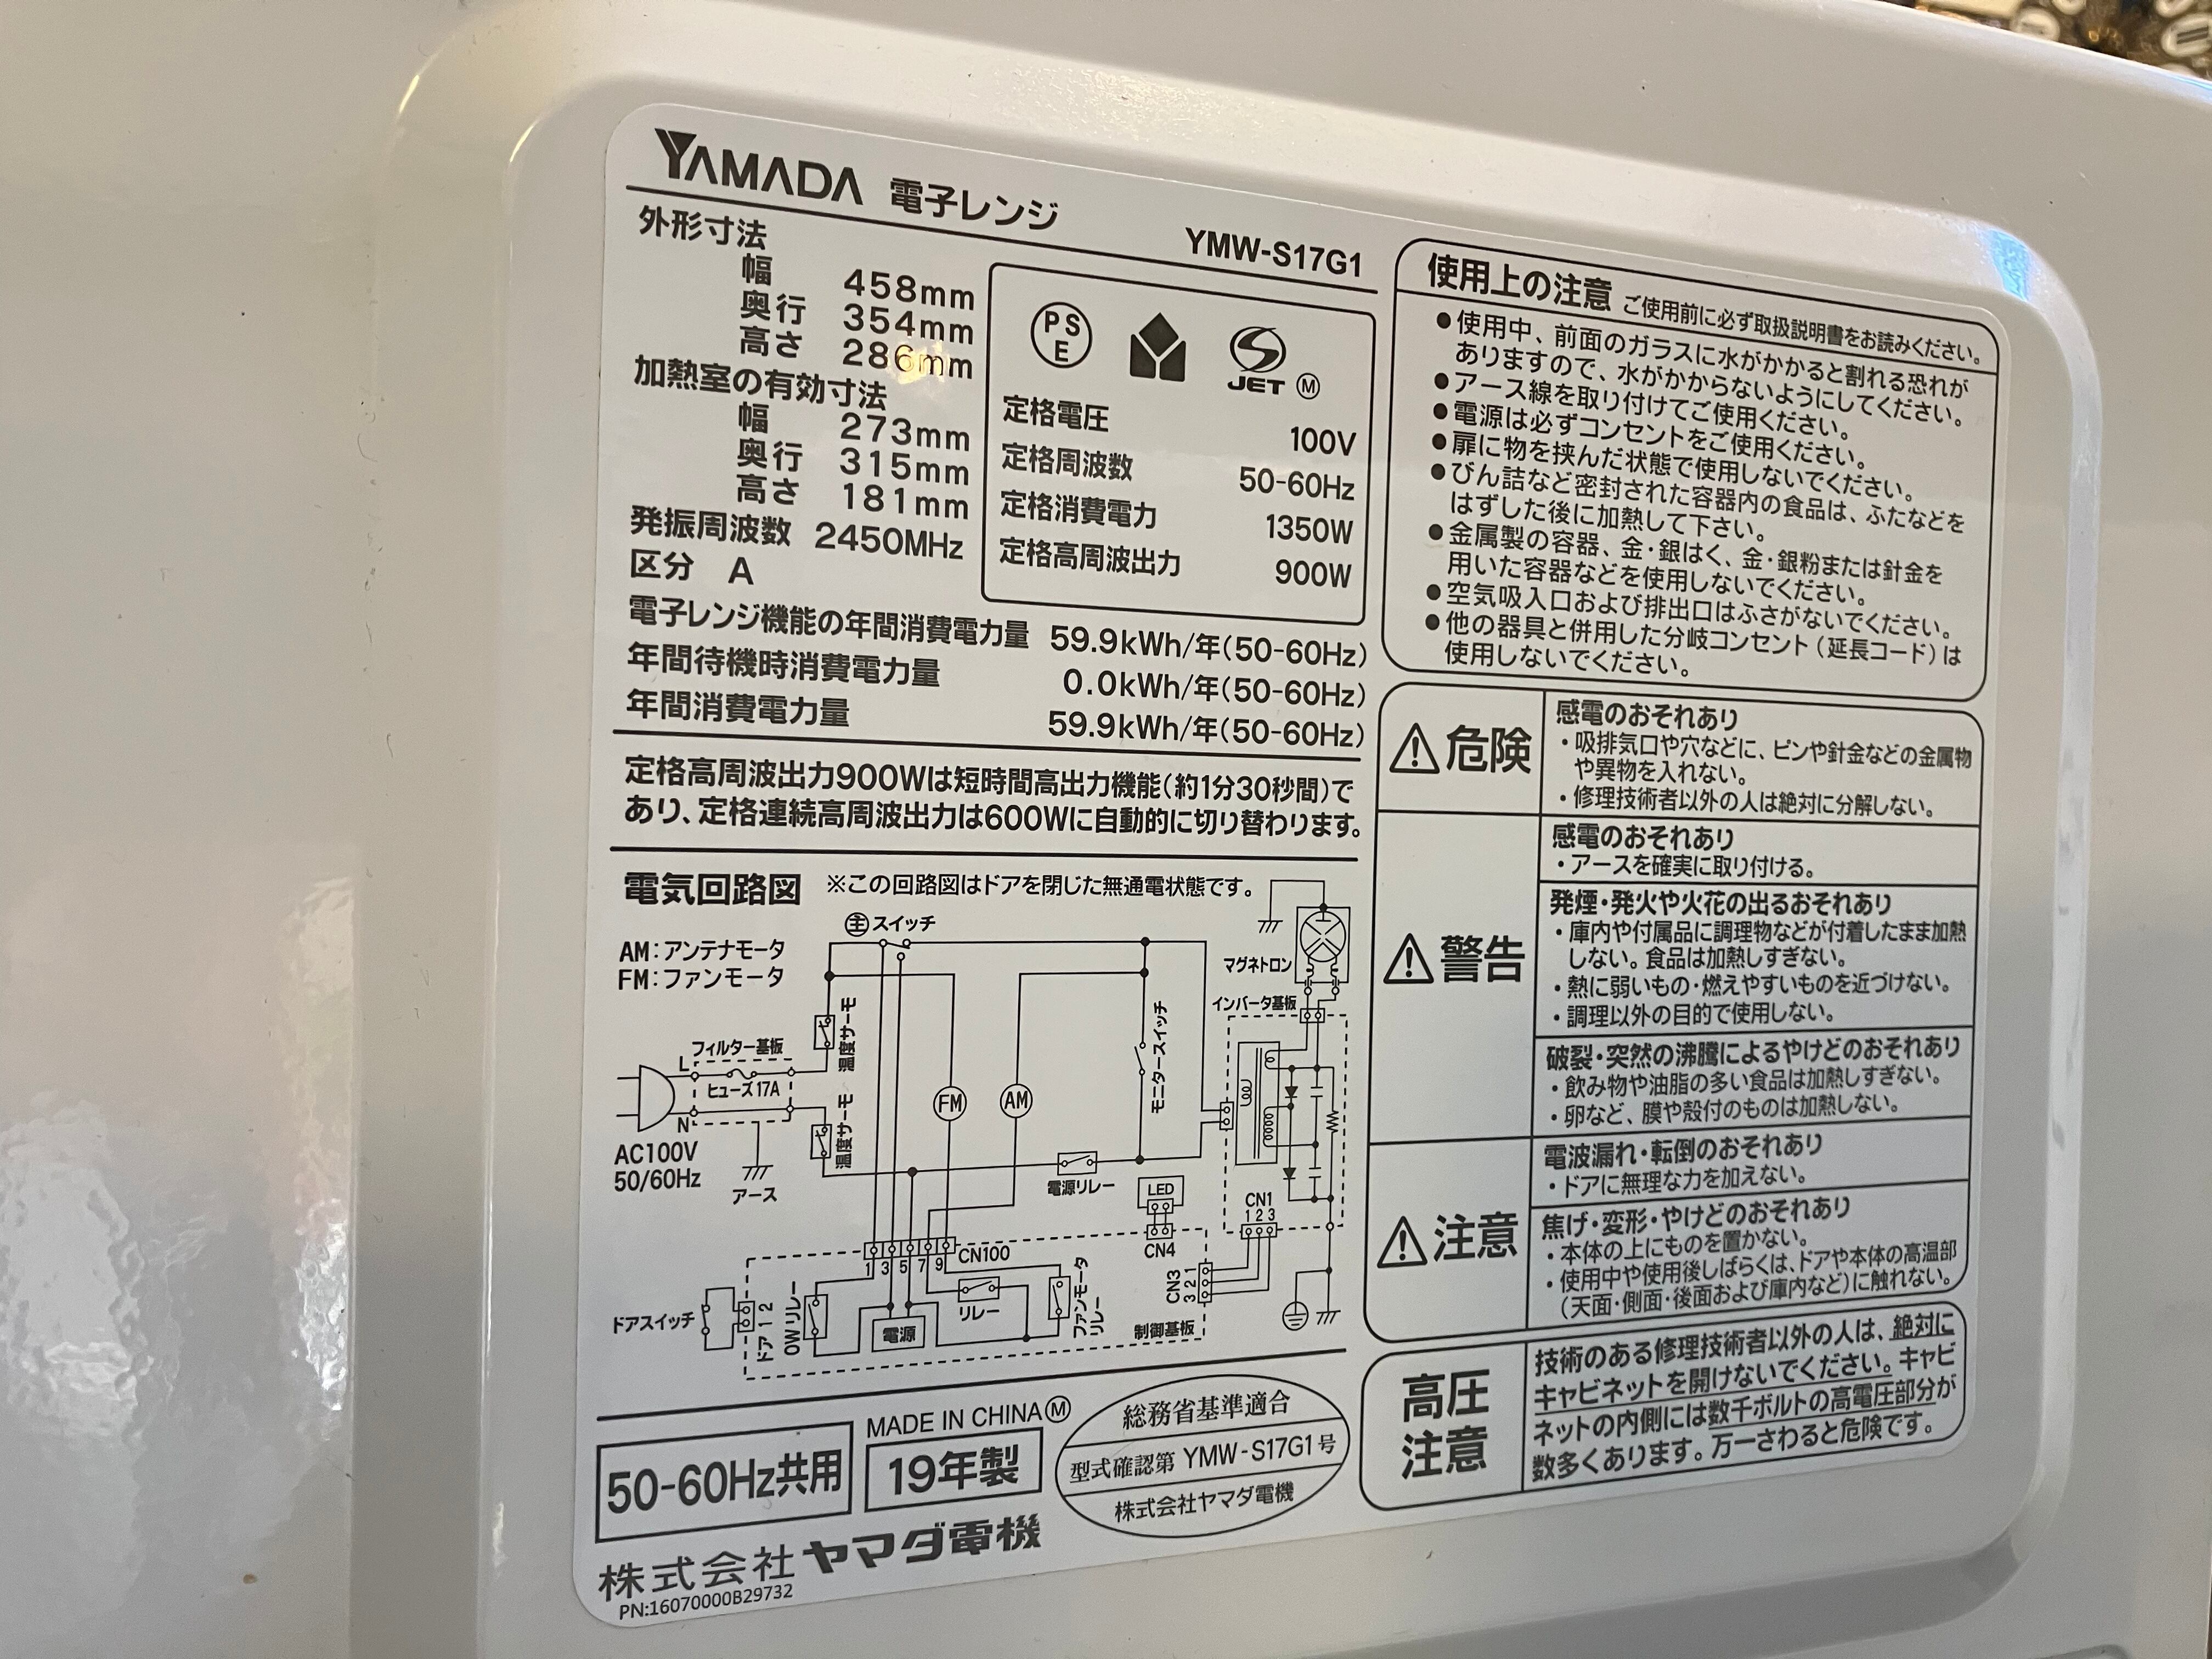 YAMADA 電子レンジ
YMW-S17G1
外形寸法
幅 458mm
奥行 354mm
高さ 286mm
加熱室の有効寸法
幅 273mm
奥行 315mm
高さ 181mm
発振周波数 2450MHz
区分 A
PS
E
JET Ⓜ
定格電圧 100V
定格周波数 50-60Hz
定格消費電力 1350W
定格高周波出力 900W
電子レンジ機能の年間消費電力量 59.9kWh/年(50-60Hz)
年間待機時消費電力量 0.0kWh/年(50-60Hz)
年間消費電力量 59.9kWh/年(50-60Hz)
定格高周波出力900Wは短時間高出力機能(約1分30秒間)で
あり、定格連続高周波出力は600Wに自動的に切り替わります。
電気回路図 ※この回路図はドアを閉じた無通電状態です。
主 スイッチ
AM:アンテナモータ
FM:ファンモータ
マグネトロン
インバータ基板
温度サーモ
モニタースイッチ
フィルター基板
L
ヒューズ17A
N
FM
AM
温度サーモ
AC100V
50/60Hz
アース
電源リレー
LED
CN4
CN1
1 2 3
CN100
1 3 5 7 9
CN3
3 2 1
ドアスイッチ
ドア 1 2
0W リレー
電源
リレー
ファンモータ
リレー
制御基板
50-60Hz共用
MADE IN CHINA Ⓜ
19年製
総務省基準適合
型式確認第 YMW-S17G1号
株式会社ヤマダ電機
株式会社ヤマダ電機
PN:16070000B29732
使用上の注意 ご使用前に必ず取扱説明書をお読みください。
●使用中、前面のガラスに水がかかると割れる恐れが
ありますので、水がかからないようにしてください。
●アース線を取り付けてご使用ください。
●電源は必ずコンセントをご使用ください。
●扉に物を挟んだ状態で使用しないでください。
●びん詰など密封された容器内の食品は、ふたなどを
はずした後に加熱して下さい。
●金属製の容器、金・銀はく、金・銀粉または針金を
用いた容器などを使用しないでください。
●空気吸入口および排出口はふさがないでください。
●他の器具と併用した分岐コンセント(延長コード)は
使用しないでください。
危険
感電のおそれあり
・吸排気口や穴などに、ピンや針金などの金属物
や異物を入れない。
・修理技術者以外の人は絶対に分解しない。
警告
感電のおそれあり
・アースを確実に取り付ける。
発煙・発火や火花の出るおそれあり
・庫内や付属品に調理物などが付着したまま加熱
しない。食品は加熱しすぎない。
・熱に弱いもの・燃えやすいものを近づけない。
・調理以外の目的で使用しない。
破裂・突然の沸騰によるやけどのおそれあり
・飲み物や油脂の多い食品は加熱しすぎない。
・卵など、膜や殻付のものは加熱しない。
注意
電波漏れ・転倒のおそれあり
・ドアに無理な力を加えない。
焦げ・変形・やけどのおそれあり
・本体の上にものを置かない。
・使用中や使用後しばらくは、ドアや本体の高温部
(天面・側面・後面および庫内など)に触れない。
高圧
注意
技術のある修理技術者以外の人は、絶対に
キャビネットを開けないでください。キャビ
ネットの内側には数千ボルトの高電圧部分が
数多くあります。万一さわると危険です。